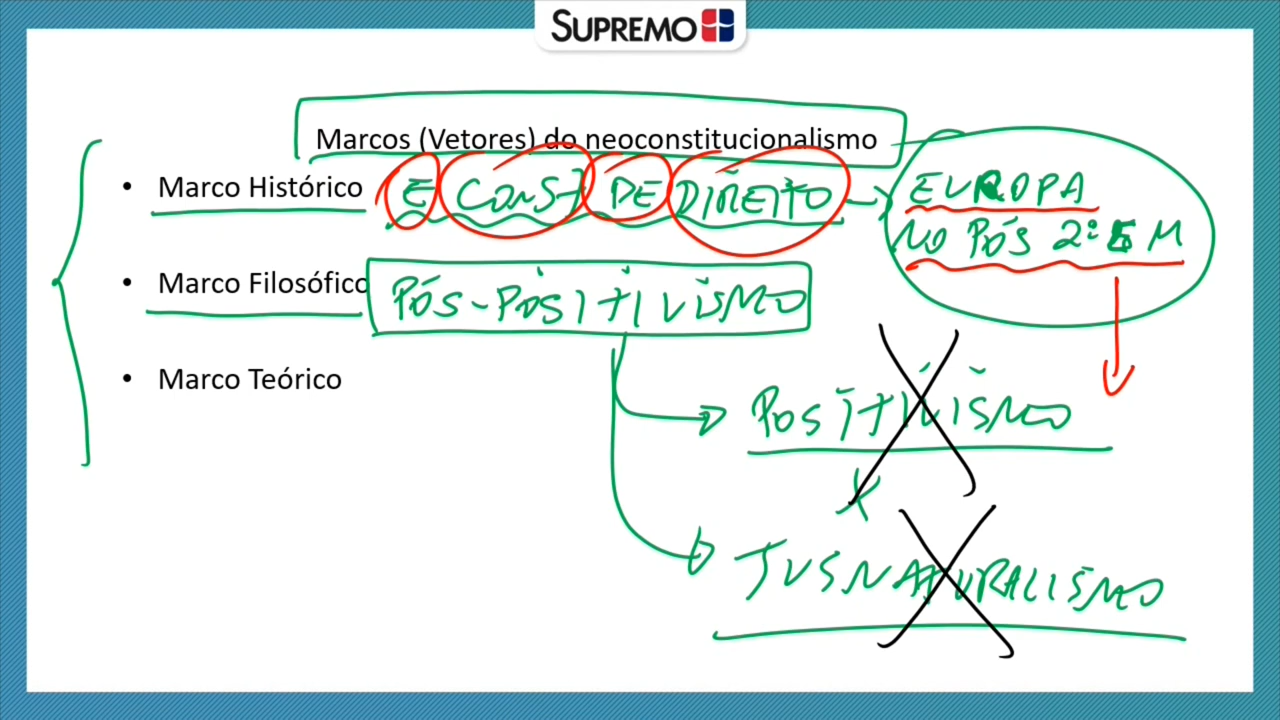 SUPREMO
Marcos (Vetores) do neoconstitucionalismo
• Marco Histórico E CONST DE DIREITO
EUROPA
NO PÓS 2ª G M
• Marco Filosófico PÓS-POSITIVISMO
• Marco Teórico
POSITIVISMO
X
JUSNATURALISMO